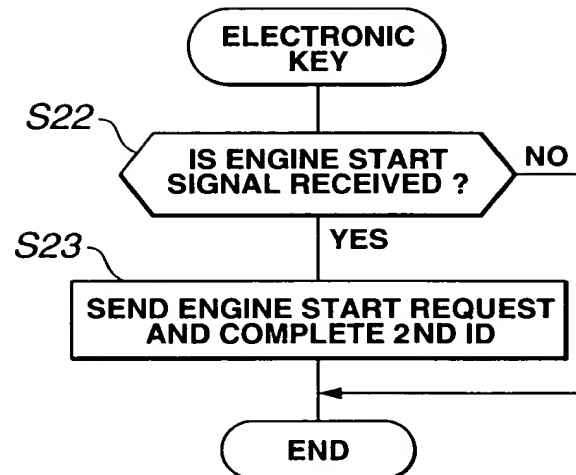 ELECTRONIC
KEY
S22
IS ENGINE START
SIGNAL RECEIVED ?
NO
YES
S23
SEND ENGINE START REQUEST
AND COMPLETE 2ND ID
END